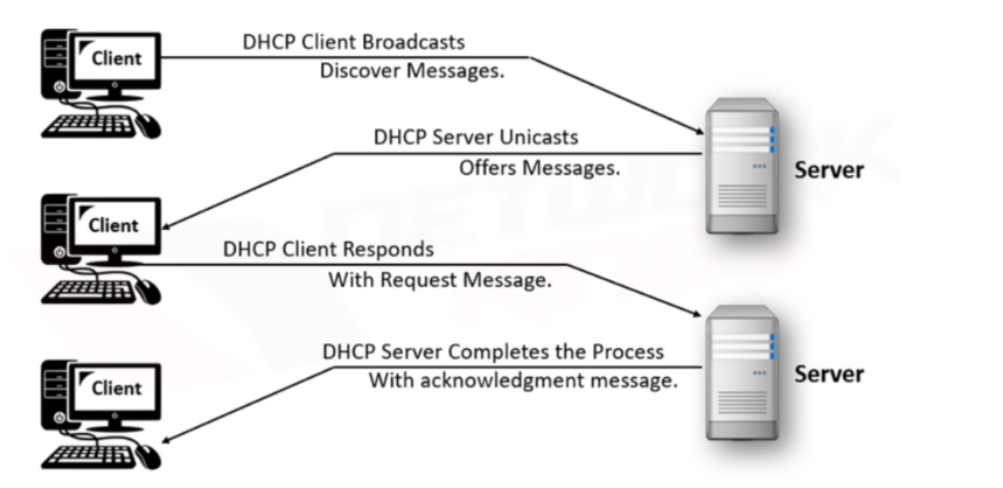 Client
DHCP Client Broadcasts
Discover Messages.
DHCP Server Unicasts
Offers Messages.
Server
Client
DHCP Client Responds
With Request Message.
DHCP Server Completes the Process
With acknowledgment message.
Server
Client